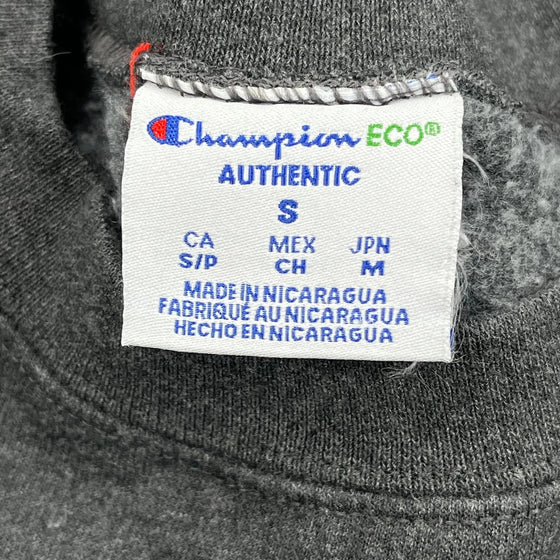 Champion ECO®
AUTHENTIC
S
CA MEX JPN
S/P CH M
MADE IN NICARAGUA
FABRIQUÉ AU NICARAGUA
HECHO EN NICARAGUA